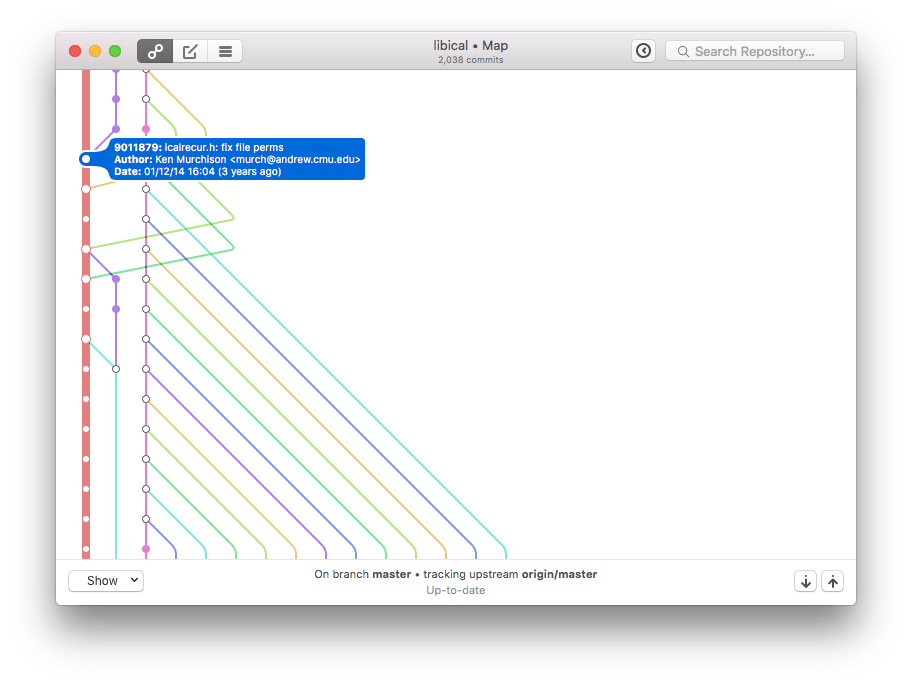 libical • Map
2,038 commits
Search Repository...
9011879: icalrecur.h: fix file perms
Author: Ken Murchison <murch@andrew.cmu.edu>
Date: 01/12/14 16:04 (3 years ago)
Show
On branch master • tracking upstream origin/master
Up-to-date